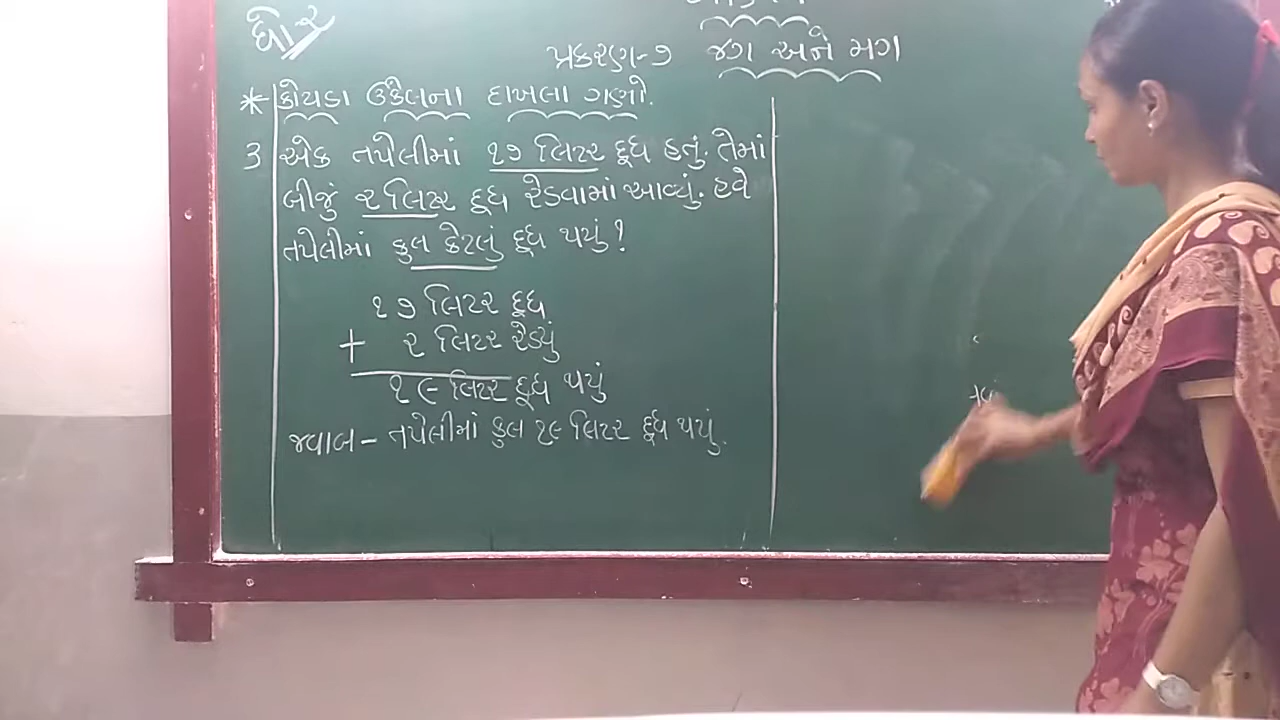 ધો-૨
પ્રકરણ-૭ જગ અને મગ
* કોયડા ઉકેલના દાખલા ગણો.
૩ એક તપેલીમાં ૧૭ લિટર દૂધ હતું. તેમાં
બીજું ૨ લિટર દૂધ રેડવામાં આવ્યું. હવે
તપેલીમાં કુલ કેટલું દૂધ થયું?
૧૭ લિટર દૂધ
+ ૨ લિટર રેડ્યું
૧૯ લિટર દૂધ થયું
જવાબ – તપેલીમાં કુલ ૧૯ લિટર દૂધ થયું.